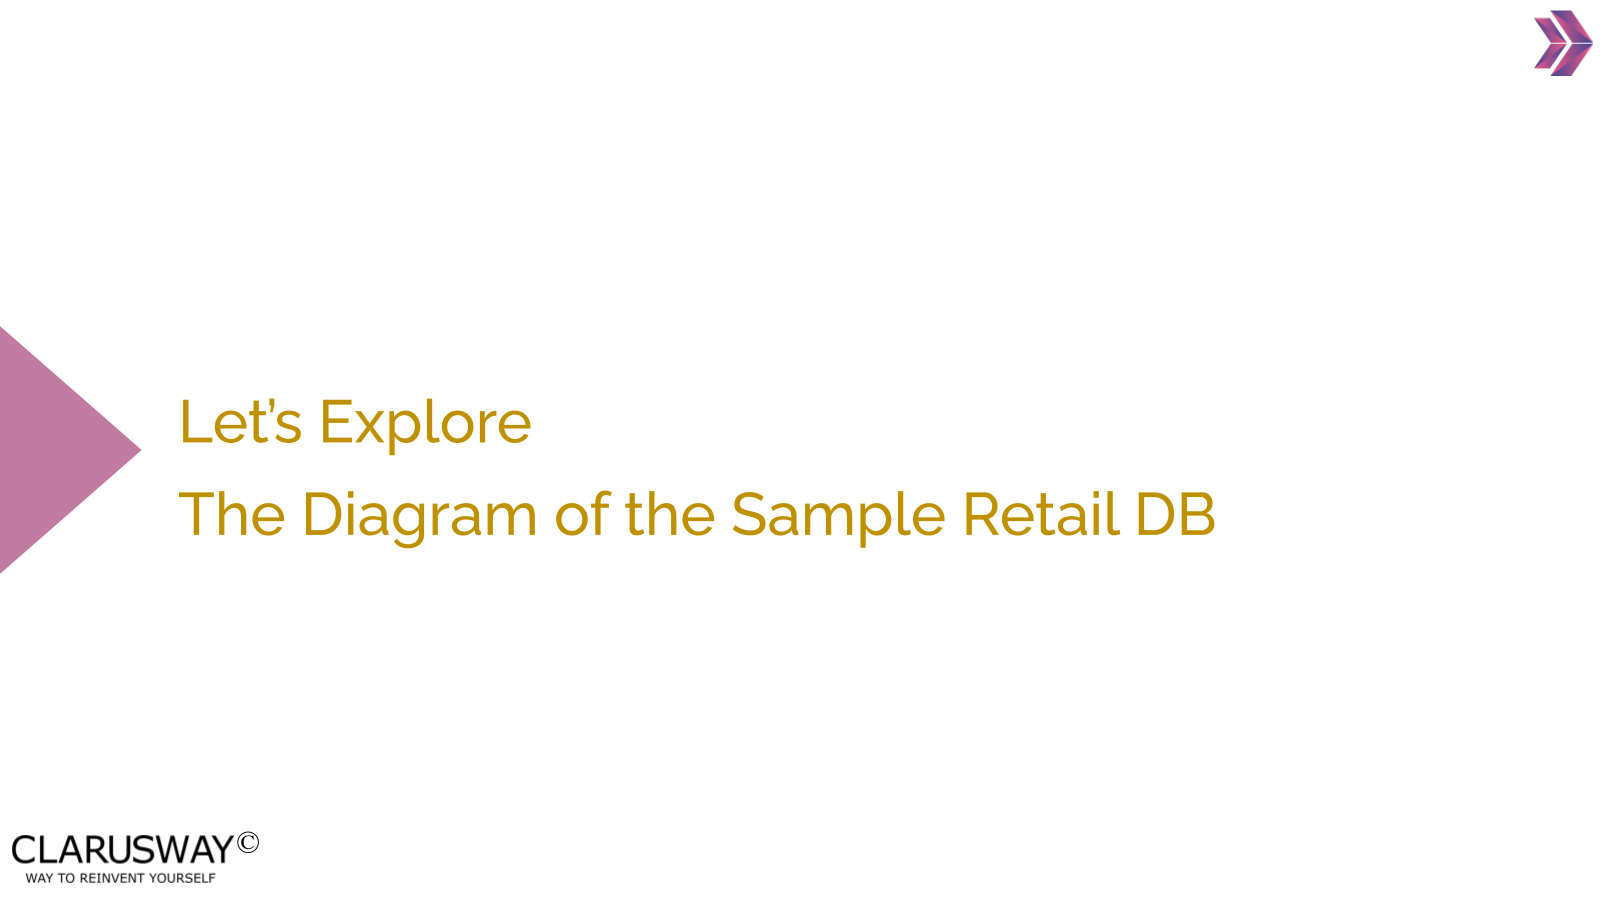 Let’s Explore
The Diagram of the Sample Retail DB
CLARUSWAY©
WAY TO REINVENT YOURSELF